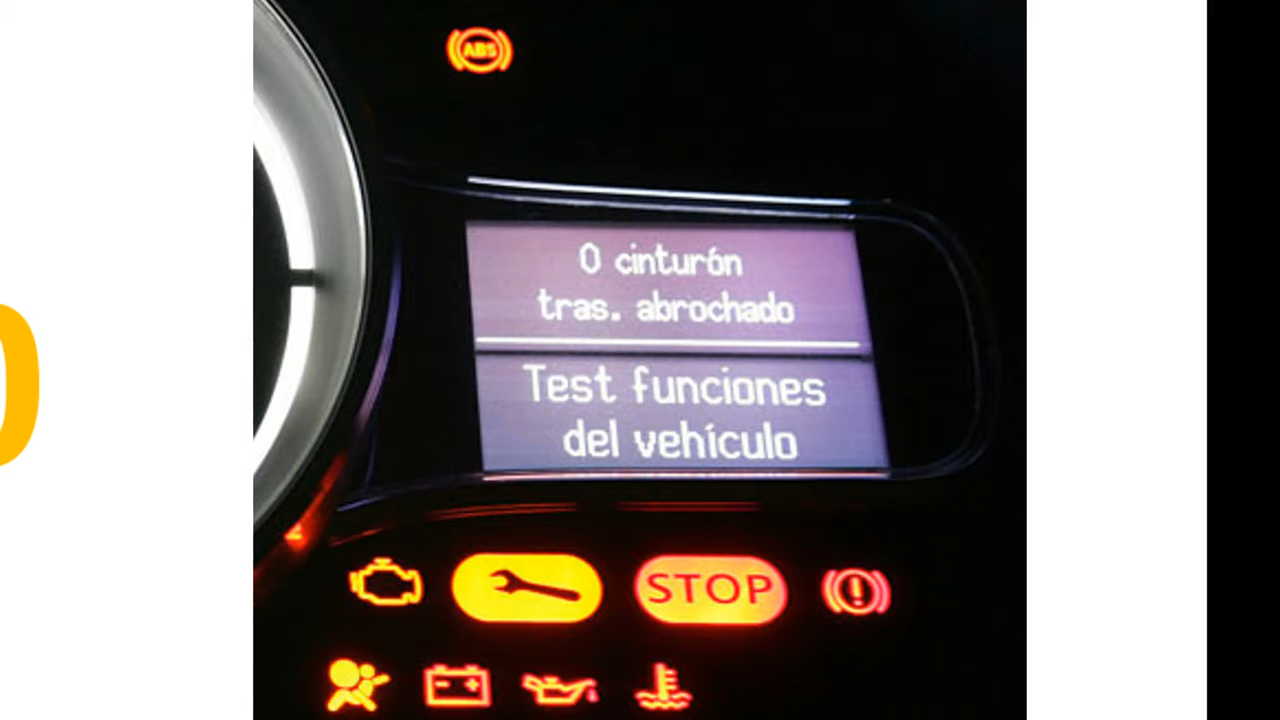 ABS
0 cinturón
tras. abrochado
Test funciones
del vehículo
STOP